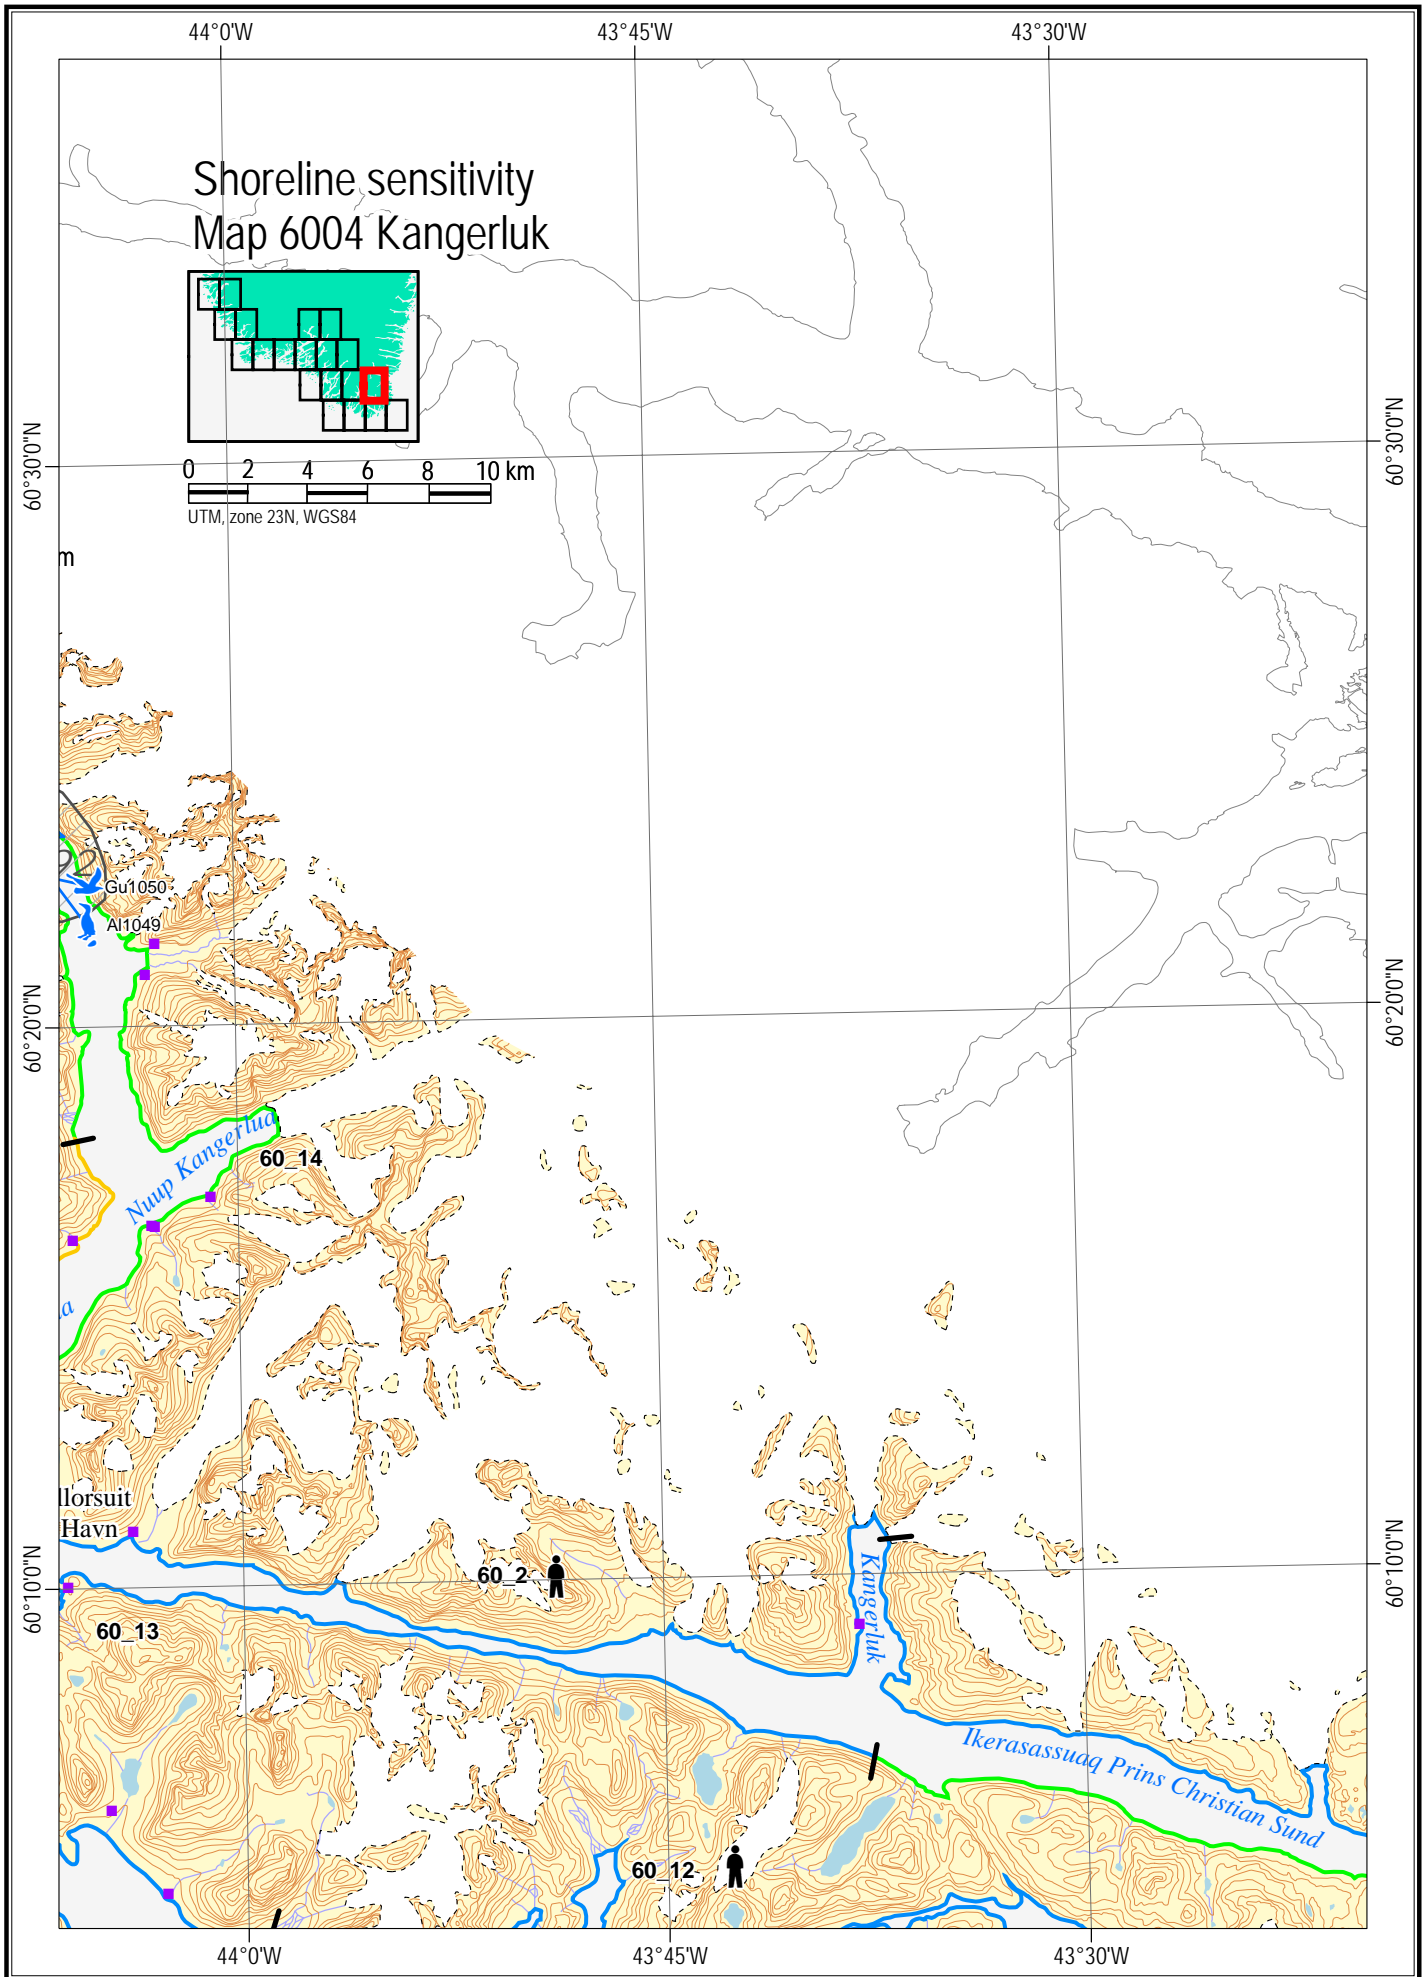 44°0'W
43°45'W
43°30'W
Shoreline sensitivity
Map 6004 Kangerluk
60°30'0"N
60°30'0"N
0 2 4 6 8 10 km
UTM, zone 23N, WGS84
m
92
Gu1050
Al1049
60°20'0"N
60°20'0"N
Nuup Kangerlua
60_14
a
llorsuit
Havn
60_2
Kangerluk
60°10'0"N
60°10'0"N
60_13
Ikerasassuaq Prins Christian Sund
60_12
44°0'W
43°45'W
43°30'W